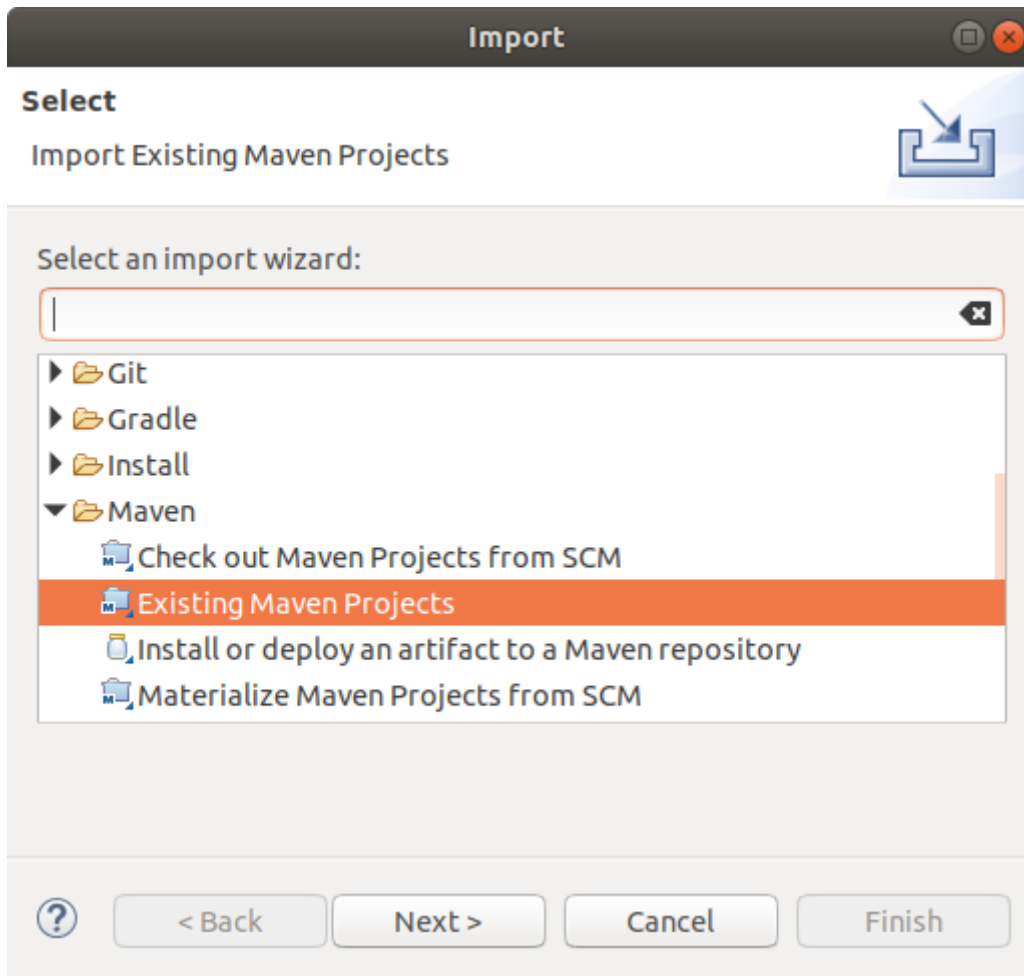 Import
Select
Import Existing Maven Projects
Select an import wizard:
Git
Gradle
Install
Maven
Check out Maven Projects from SCM
Existing Maven Projects
Install or deploy an artifact to a Maven repository
Materialize Maven Projects from SCM
? < Back Next > Cancel Finish